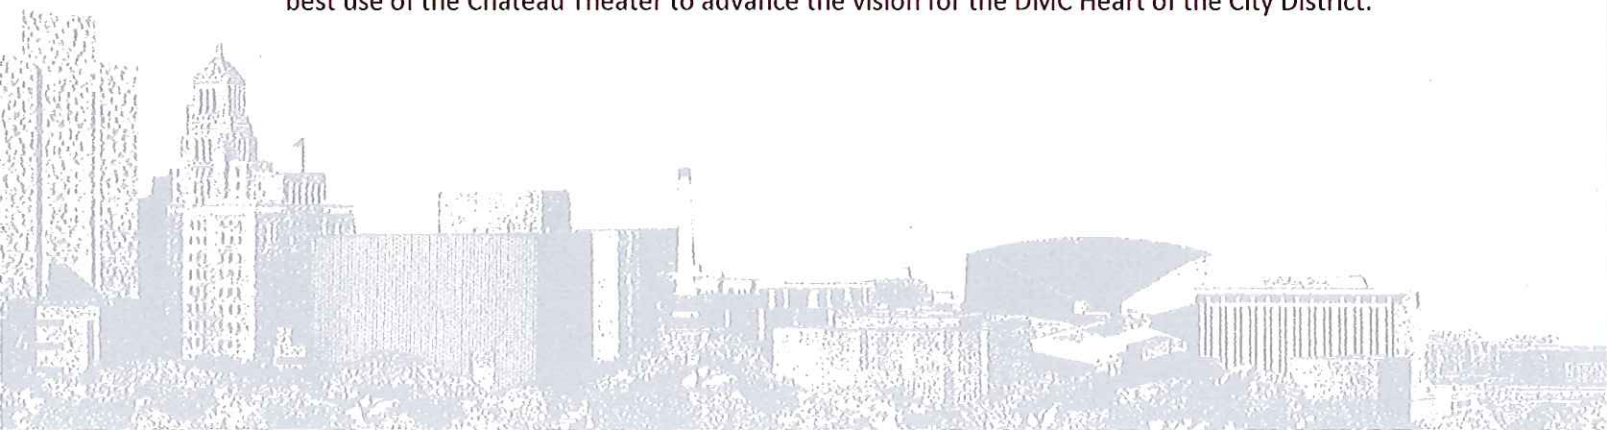 best use of the Chateau Theater to advance the vision for the DMC Heart of the City District.